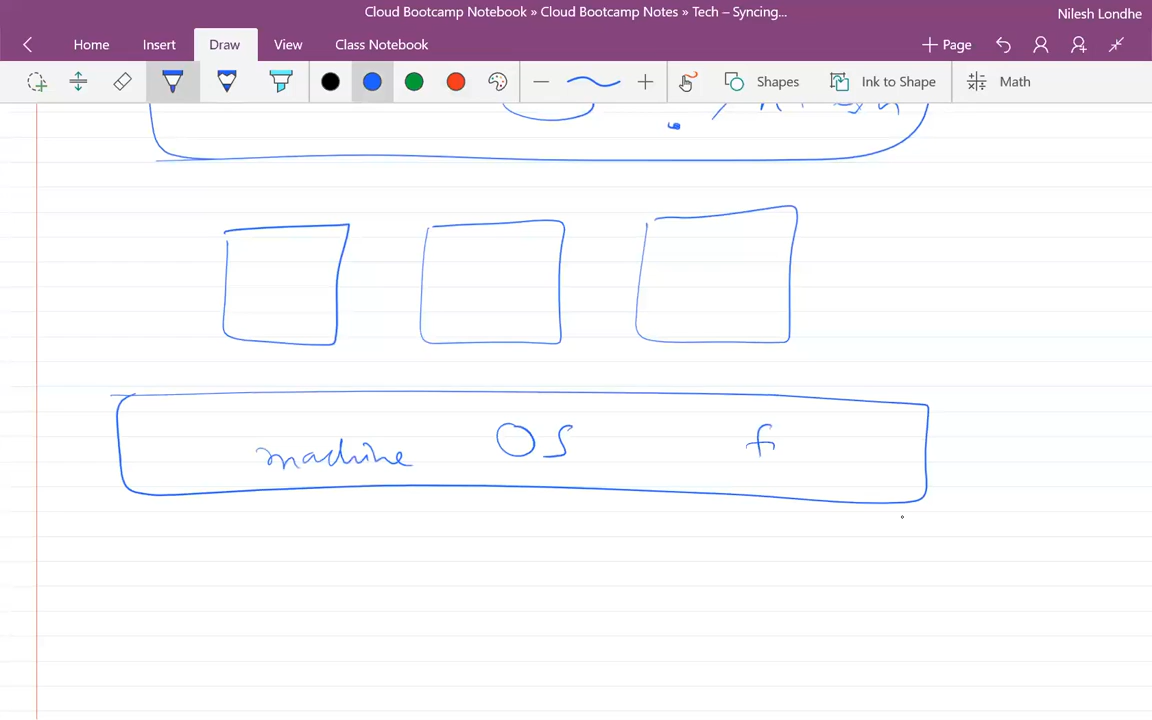 Cloud Bootcamp Notebook » Cloud Bootcamp Notes » Tech – Syncing...
Nilesh Londhe
Home Insert Draw View Class Notebook Page
Shapes Ink to Shape Math
machine OS f